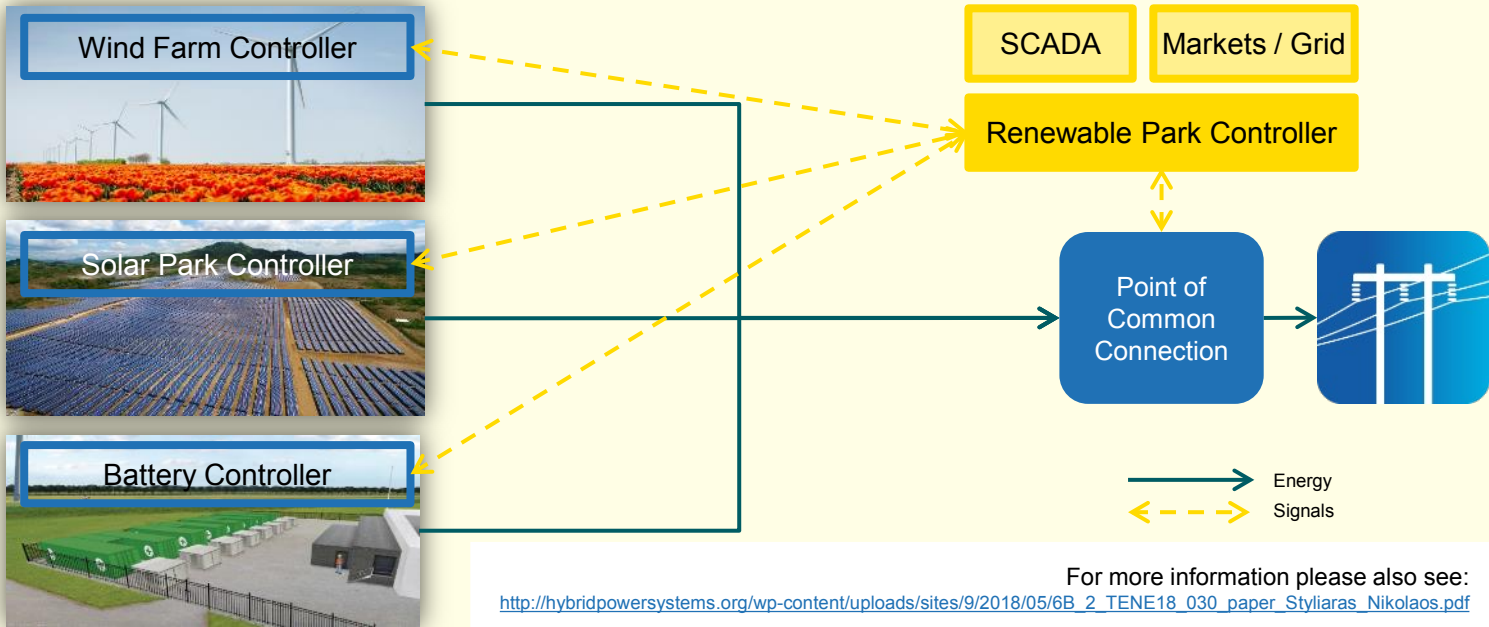 Wind Farm Controller
SCADA
Markets / Grid
Renewable Park Controller
Solar Park Controller
Point of
Common
Connection
Battery Controller
Energy
Signals
For more information please also see:
http://hybridpowersystems.org/wp-content/uploads/sites/9/2018/05/6B_2_TENE18_030_paper_Styliaras_Nikolaos.pdf